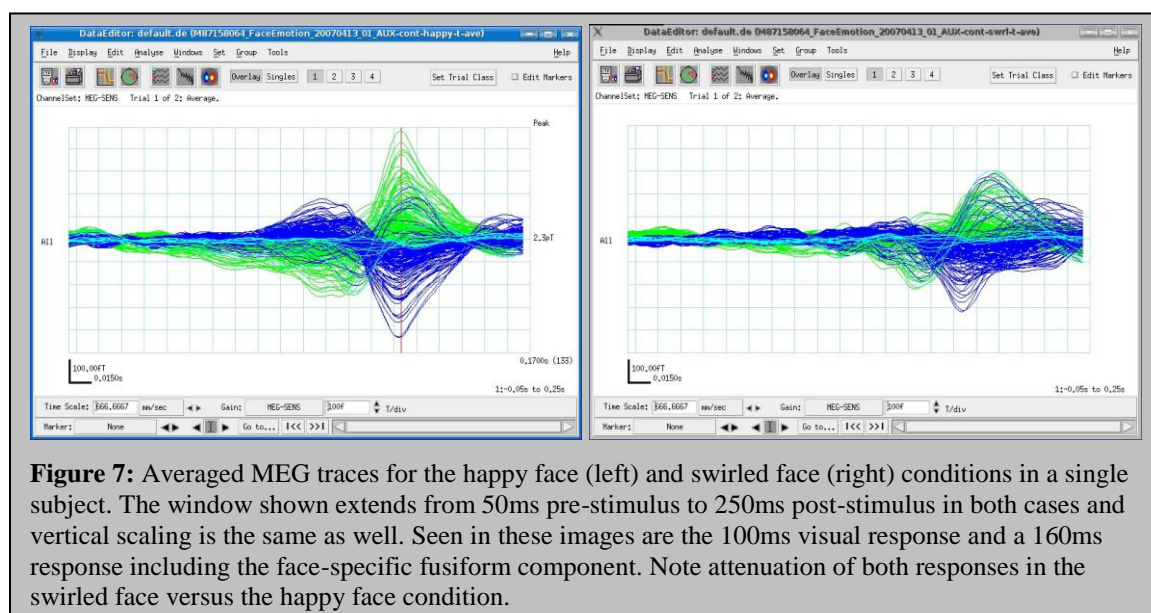 DataEditor: default.de (M87158064_FaceEmotion_20070413_01_AUX-cont-happy-t-ave)
File Display Edit Analyse Windows Set Group Tools Help
Overlay Singles 1 2 3 4 Set Trial Class Edit Markers
ChannelSet: MEG-SENS Trial 1 of 2: Average.
Peak
All
2.3pT
100.00fT
0.0150s
0.1700s (133)
1:-0.05s to 0.25s
Time Scale: 666.6667 mm/sec Gain: MEG-SENS 100f T/div
Marker: None Go to... I<< >>I
X DataEditor: default.de (M87158064_FaceEmotion_20070413_01_AUX-cont-swrl-t-ave)
File Display Edit Analyse Windows Set Group Tools Help
Overlay Singles 1 2 3 4 Set Trial Class Edit Markers
ChannelSet: MEG-SENS Trial 1 of 2: Average.
All
100.00fT
0.0150s
1:-0.05s to 0.25s
Time Scale: 666.6667 mm/sec Gain: MEG-SENS 100f T/div
Marker: None Go to... I<< >>I
Figure 7: Averaged MEG traces for the happy face (left) and swirled face (right) conditions in a single
subject. The window shown extends from 50ms pre-stimulus to 250ms post-stimulus in both cases and
vertical scaling is the same as well. Seen in these images are the 100ms visual response and a 160ms
response including the face-specific fusiform component. Note attenuation of both responses in the
swirled face versus the happy face condition.